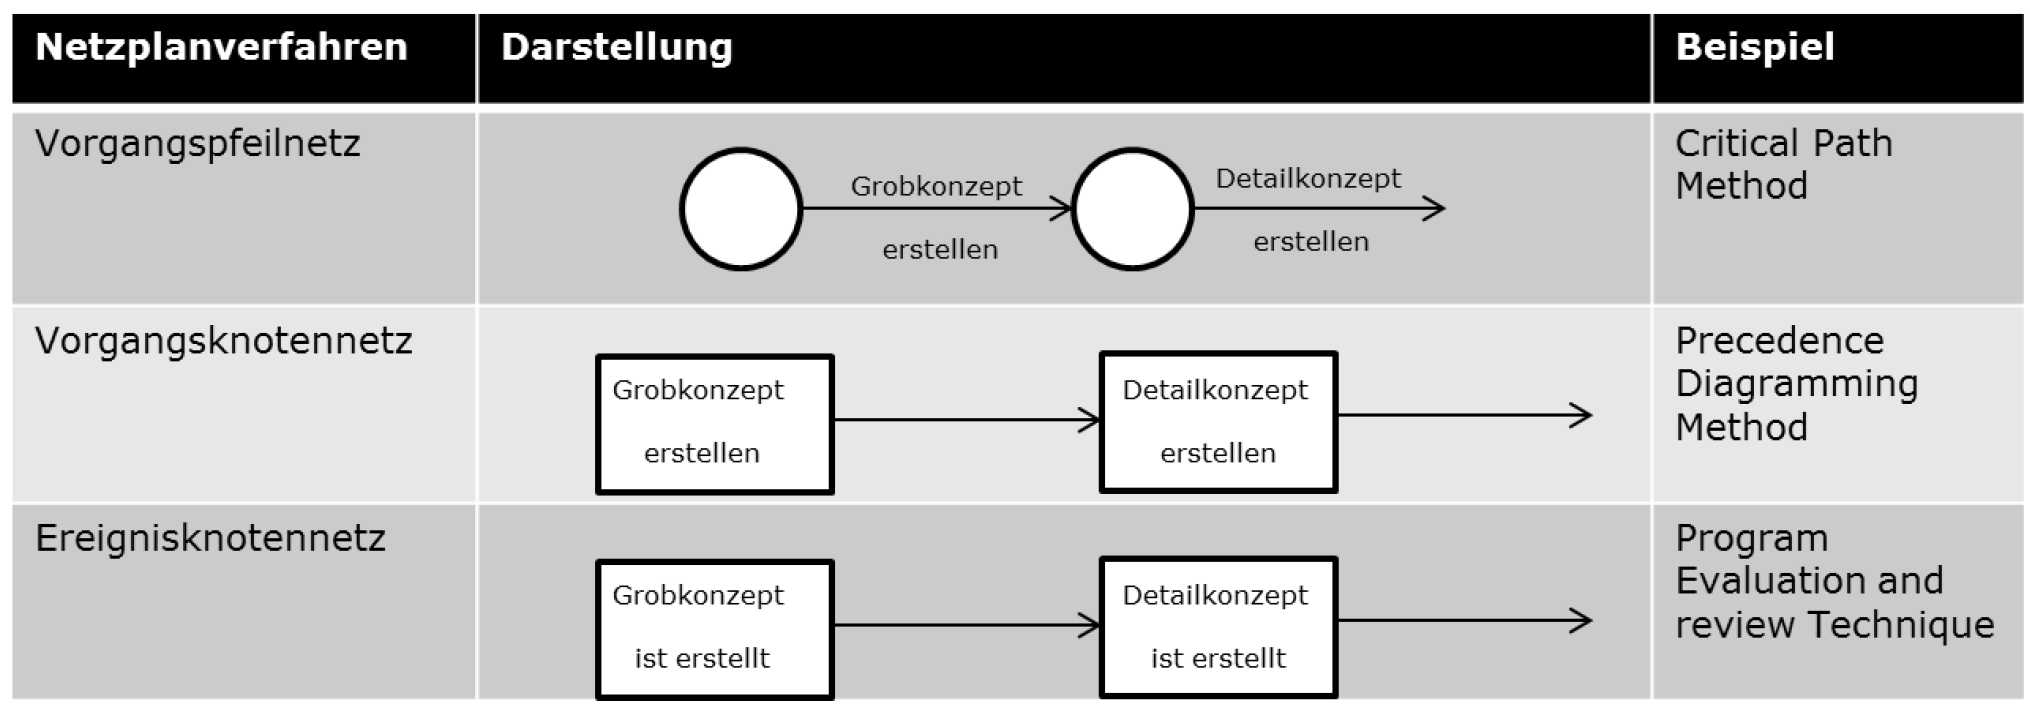 Netzplanverfahren
Darstellung
Beispiel
Vorgangspfeilnetz
Grobkonzept
erstellen
Detailkonzept
erstellen
Critical Path
Method
Vorgangsknotennetz
Grobkonzept
erstellen
Detailkonzept
erstellen
Precedence
Diagramming
Method
Ereignisknotennetz
Grobkonzept
ist erstellt
Detailkonzept
ist erstellt
Program
Evaluation and
review Technique